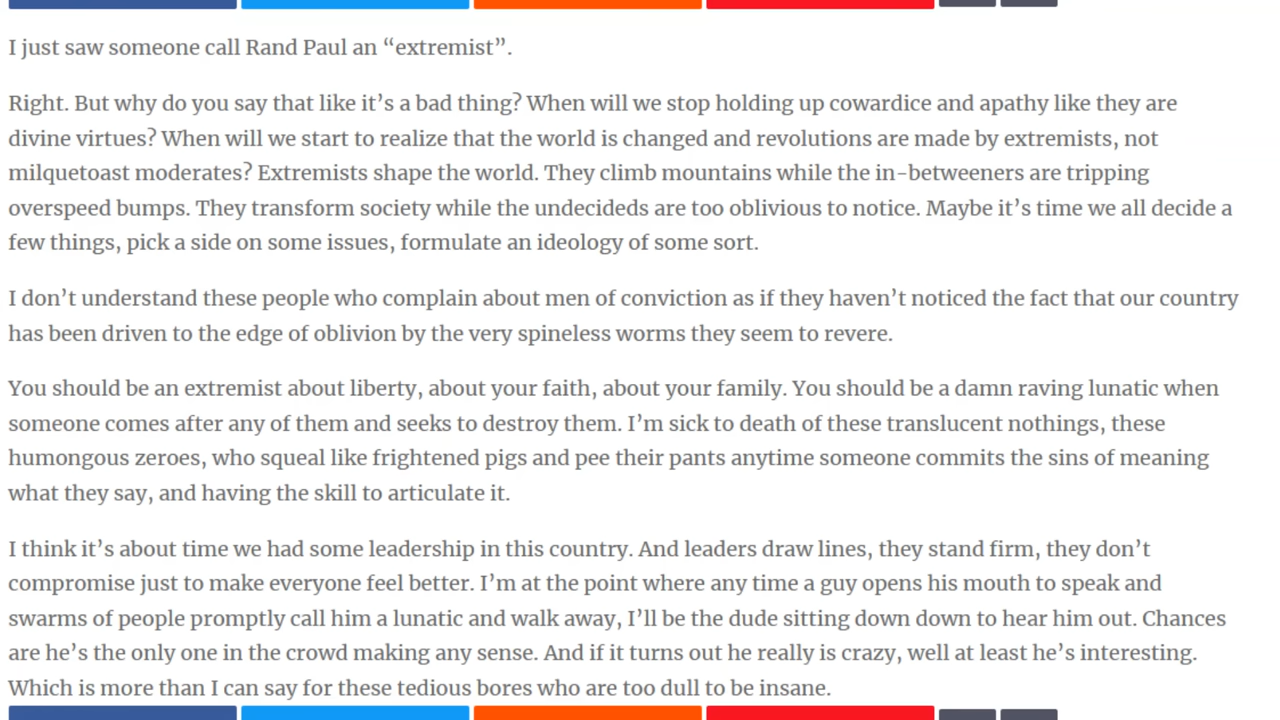 I just saw someone call Rand Paul an “extremist”.
Right. But why do you say that like it’s a bad thing? When will we stop holding up cowardice and apathy like they are
divine virtues? When will we start to realize that the world is changed and revolutions are made by extremists, not
milquetoast moderates? Extremists shape the world. They climb mountains while the in-betweeners are tripping
overspeed bumps. They transform society while the undecideds are too oblivious to notice. Maybe it’s time we all decide a
few things, pick a side on some issues, formulate an ideology of some sort.
I don’t understand these people who complain about men of conviction as if they haven’t noticed the fact that our country
has been driven to the edge of oblivion by the very spineless worms they seem to revere.
You should be an extremist about liberty, about your faith, about your family. You should be a damn raving lunatic when
someone comes after any of them and seeks to destroy them. I’m sick to death of these translucent nothings, these
humongous zeroes, who squeal like frightened pigs and pee their pants anytime someone commits the sins of meaning
what they say, and having the skill to articulate it.
I think it’s about time we had some leadership in this country. And leaders draw lines, they stand firm, they don’t
compromise just to make everyone feel better. I’m at the point where any time a guy opens his mouth to speak and
swarms of people promptly call him a lunatic and walk away, I’ll be the dude sitting down down to hear him out. Chances
are he’s the only one in the crowd making any sense. And if it turns out he really is crazy, well at least he’s interesting.
Which is more than I can say for these tedious bores who are too dull to be insane.